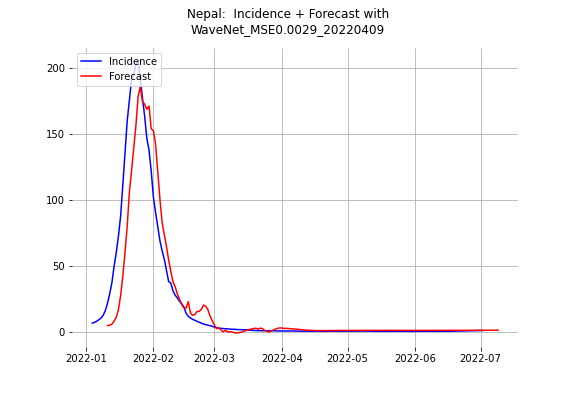 Nepal:  Incidence + Forecast with
WaveNet_MSE0.0029_20220409
Incidence
Forecast
200
150
100
50
0
2022-01 2022-02 2022-03 2022-04 2022-05 2022-06 2022-07